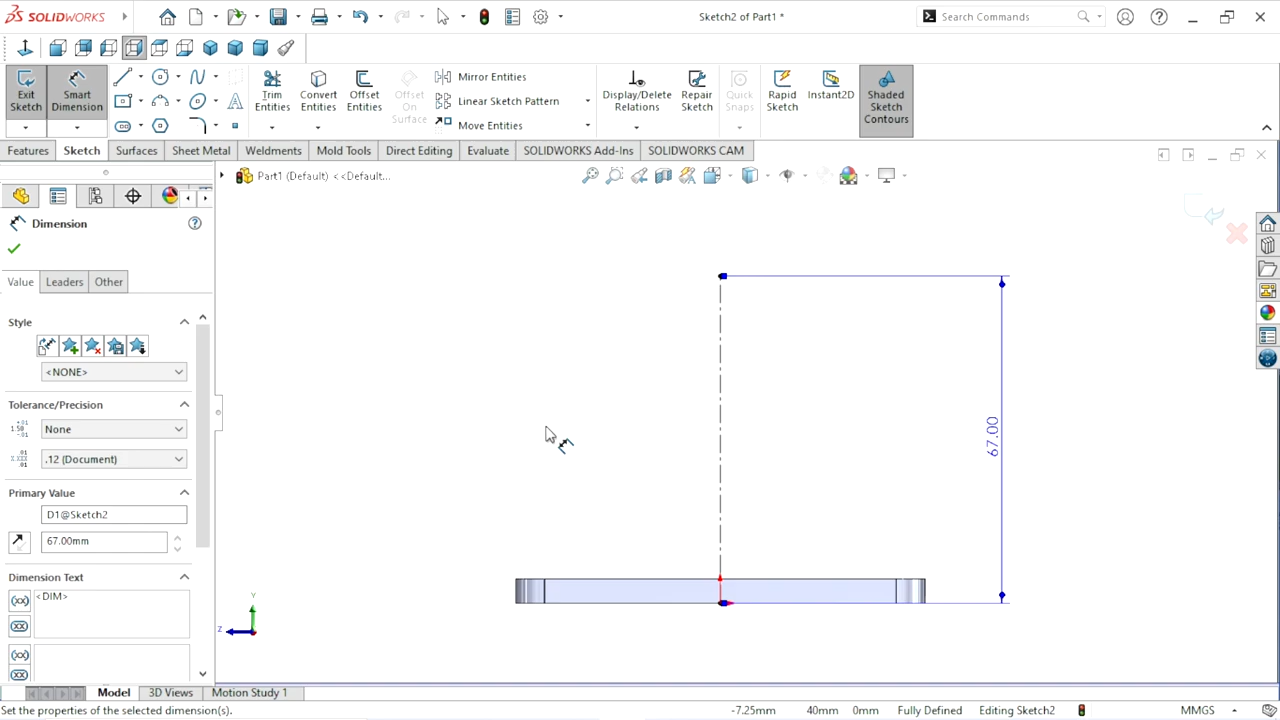 SOLIDWORKS
Sketch2 of Part1 *
Search Commands
Exit Sketch
Smart Dimension
Trim Entities
Convert Entities
Offset Entities
Offset On Surface
Mirror Entities
Linear Sketch Pattern
Move Entities
Display/Delete Relations
Repair Sketch
Quick Snaps
Rapid Sketch
Instant2D
Shaded Sketch Contours
Features
Sketch
Surfaces
Sheet Metal
Weldments
Mold Tools
Direct Editing
Evaluate
SOLIDWORKS Add-Ins
SOLIDWORKS CAM
Part1 (Default) <<Default...
Dimension
Value
Leaders
Other
Style
<NONE>
Tolerance/Precision
None
.12 (Document)
Primary Value
D1@Sketch2
67.00mm
Dimension Text
<DIM>
67.00
Y
Z
Model
3D Views
Motion Study 1
Set the properties of the selected dimension(s).
-7.25mm
40mm
0mm
Fully Defined
Editing Sketch2
MMGS